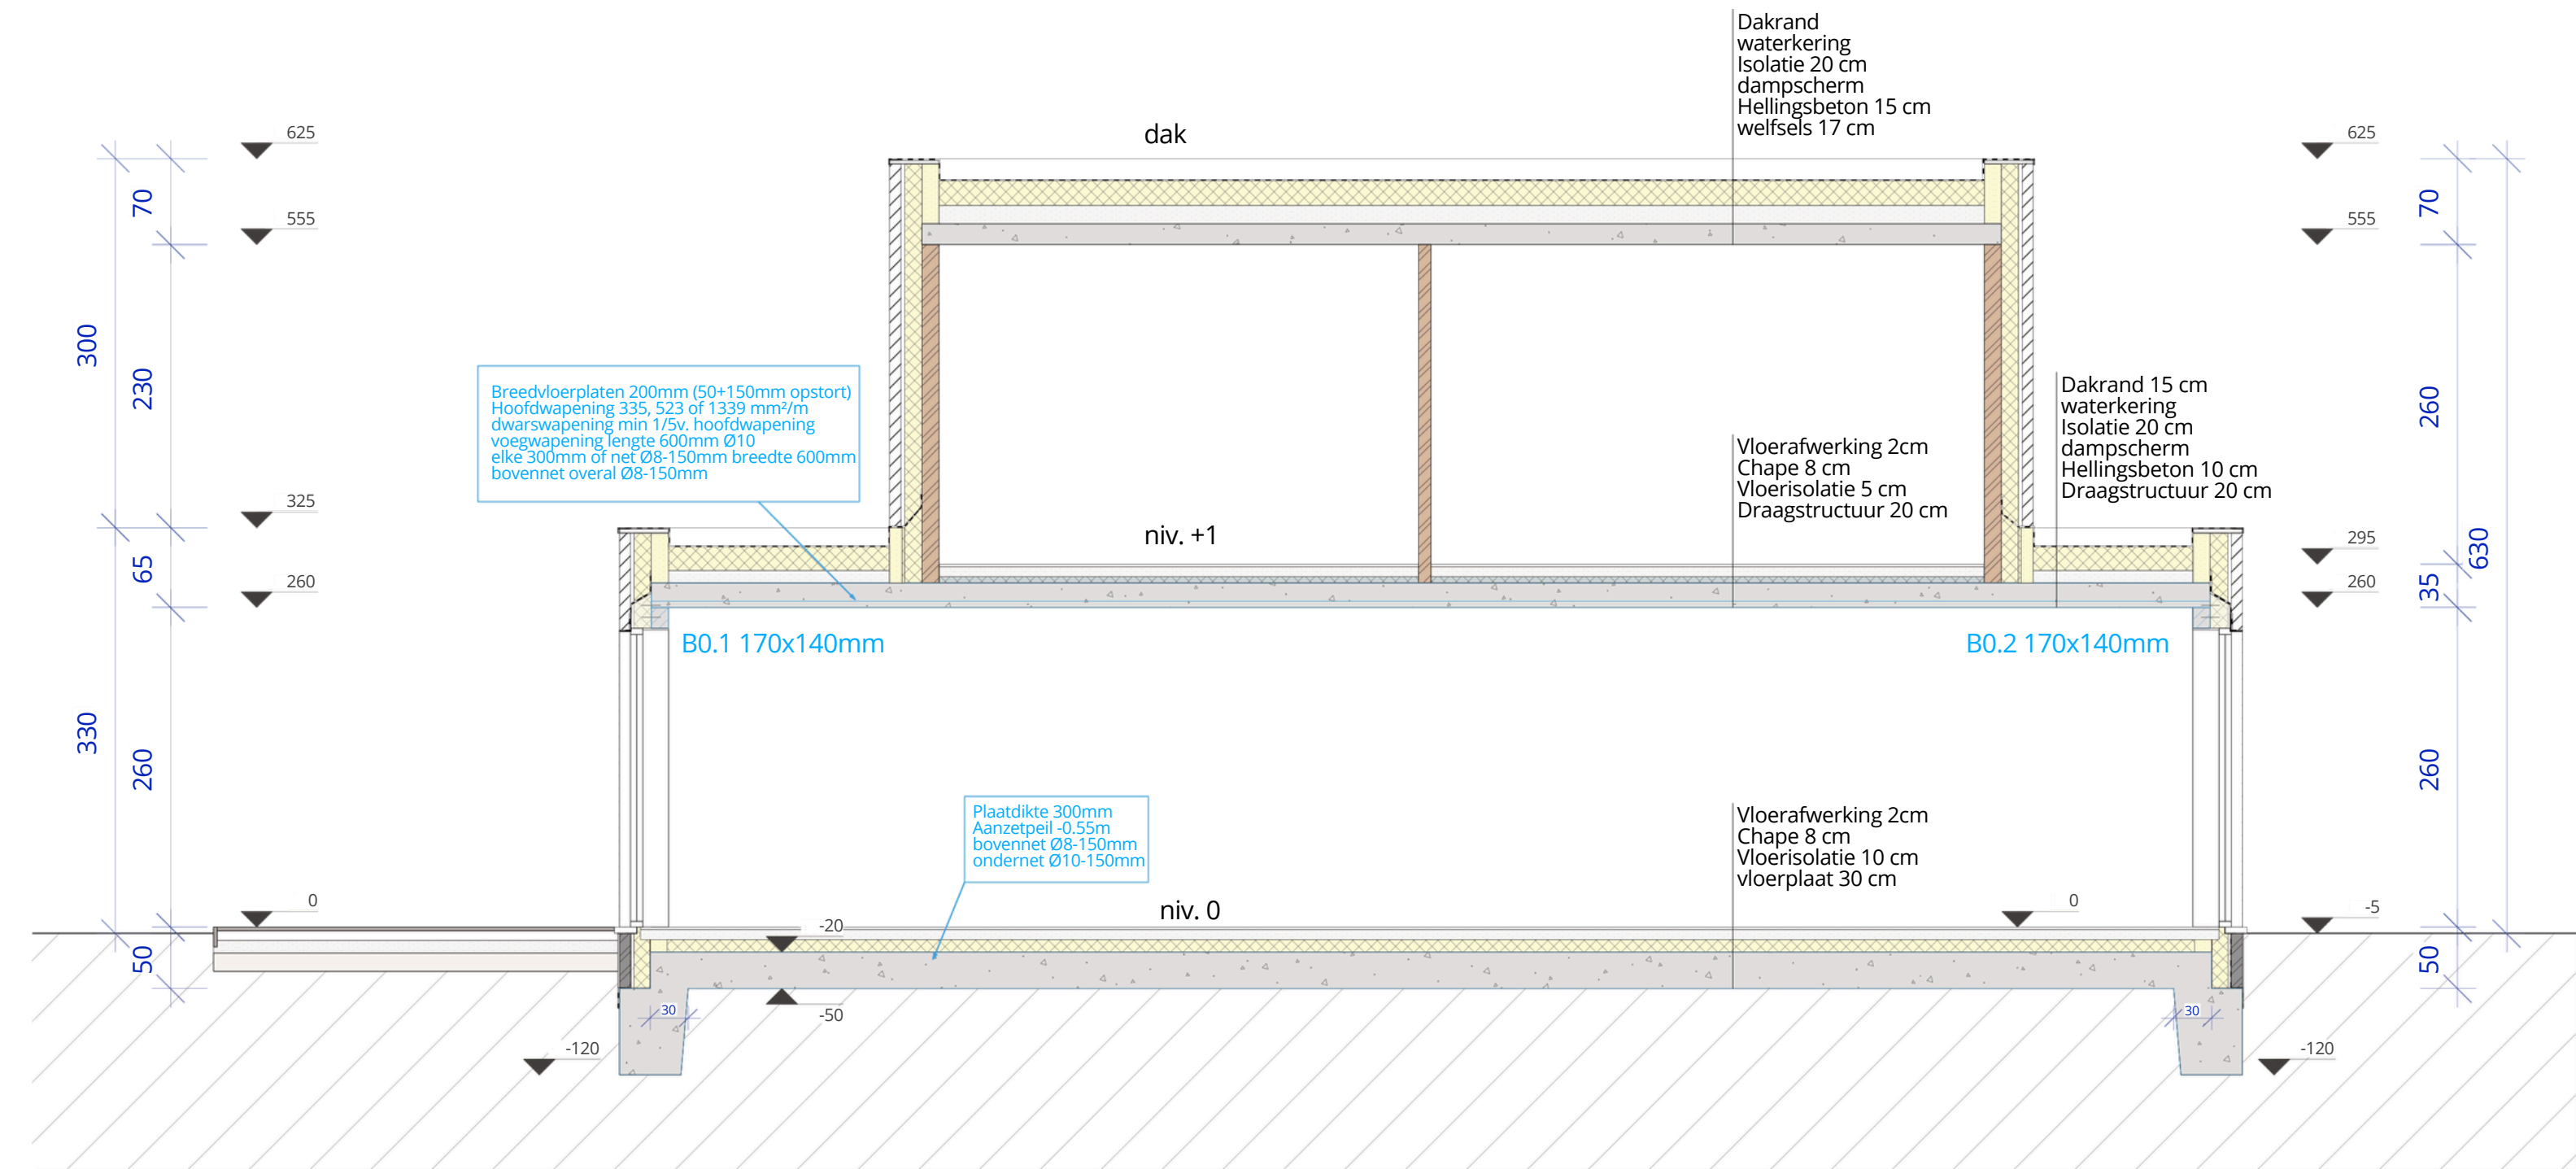 Dakrand
waterkering
Isolatie 20 cm
dampscherm
Hellingsbeton 15 cm
welfsels 17 cm
dak
625
625
70
70
555
555
300
230
260
Breedvloerplaten 200mm (50+150mm opstort)
Hoofdwapening 335, 523 of 1339 mm²/m
dwarswapening min 1/5v. hoofdwapening
voegwapening lengte 600mm Ø10
elke 300mm of net Ø8-150mm breedte 600mm
bovennet overal Ø8-150mm
Dakrand 15 cm
waterkering
Isolatie 20 cm
dampscherm
Hellingsbeton 10 cm
Draagstructuur 20 cm
Vloerafwerking 2cm
Chape 8 cm
Vloerisolatie 5 cm
Draagstructuur 20 cm
325
niv. +1
295
630
65
35
260
260
B0.1 170x140mm
B0.2 170x140mm
330
260
260
Plaatdikte 300mm
Aanzetpeil -0.55m
bovennet Ø8-150mm
ondernet Ø10-150mm
Vloerafwerking 2cm
Chape 8 cm
Vloerisolatie 10 cm
vloerplaat 30 cm
0
niv. 0
0
-5
-20
50
50
30
-50
30
-120
-120